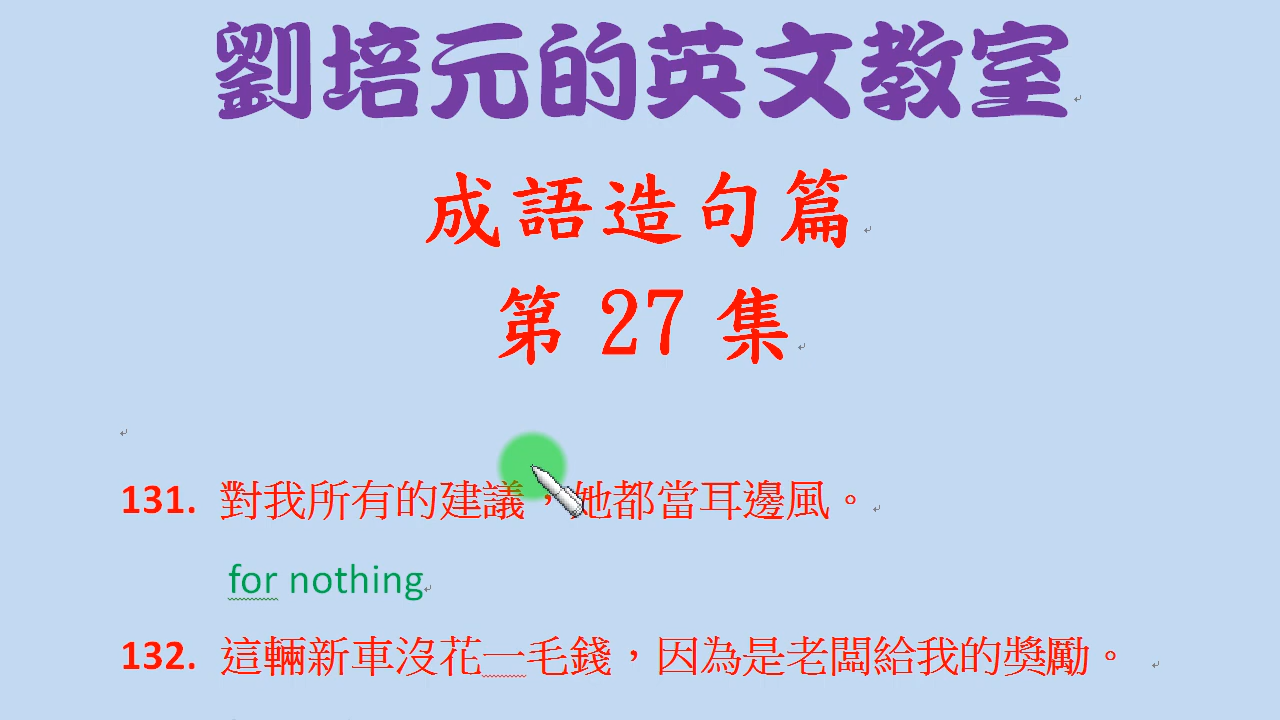 劉培元的英文教室
成語造句篇
第 27 集
131. 對我所有的建議，她都當耳邊風。
for nothing
132. 這輛新車沒花一毛錢，因為是老闆給我的獎勵。